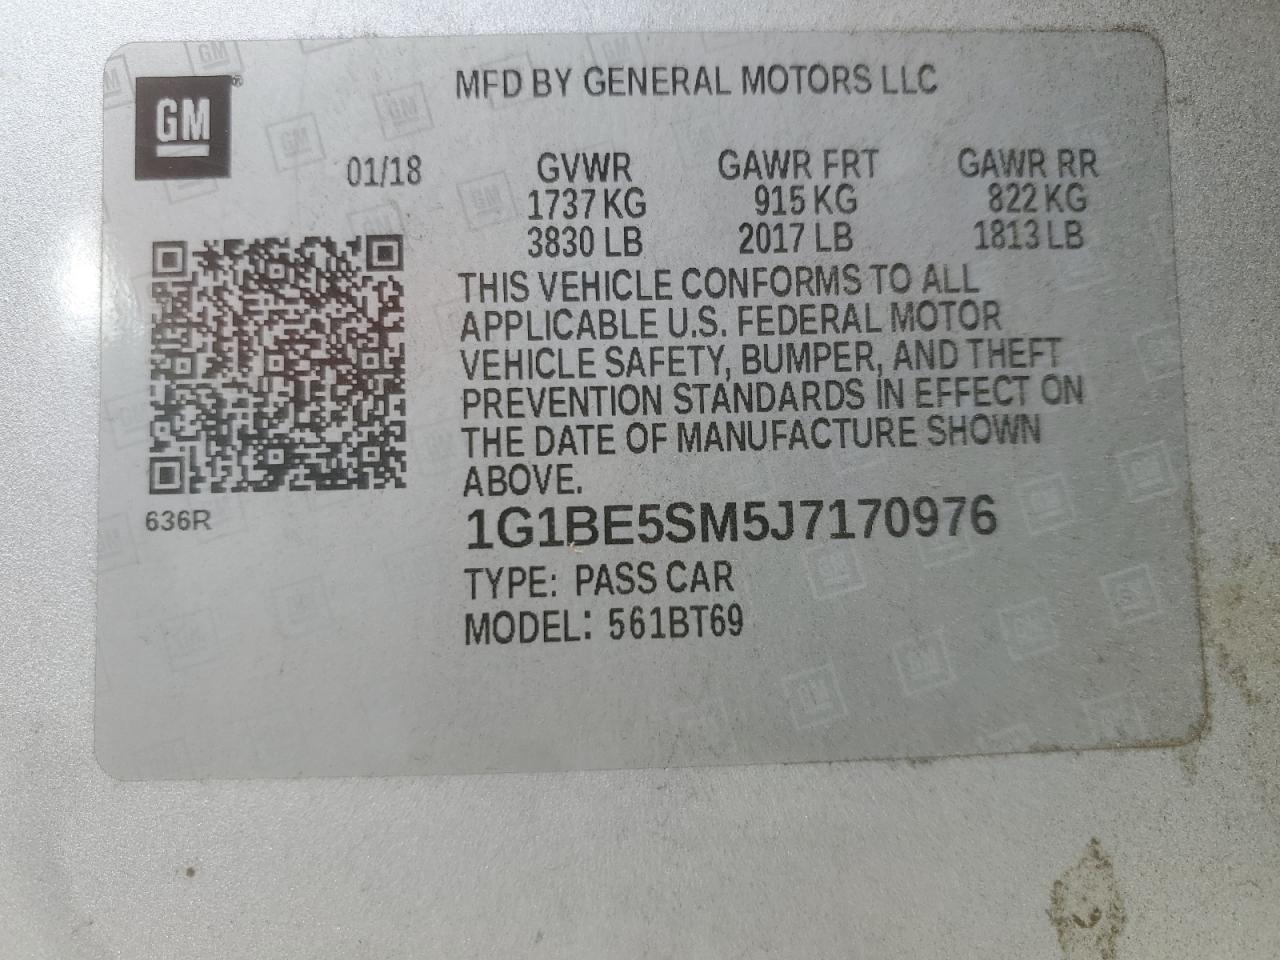 GM
MFD BY GENERAL MOTORS LLC
01/18
GVWR GAWR FRT GAWR RR
1737 KG 915 KG 822 KG
3830 LB 2017 LB 1813 LB
THIS VEHICLE CONFORMS TO ALL
APPLICABLE U.S. FEDERAL MOTOR
VEHICLE SAFETY, BUMPER, AND THEFT
PREVENTION STANDARDS IN EFFECT ON
THE DATE OF MANUFACTURE SHOWN
ABOVE.
636R
1G1BE5SM5J7170976
TYPE: PASS CAR
MODEL: 561BT69